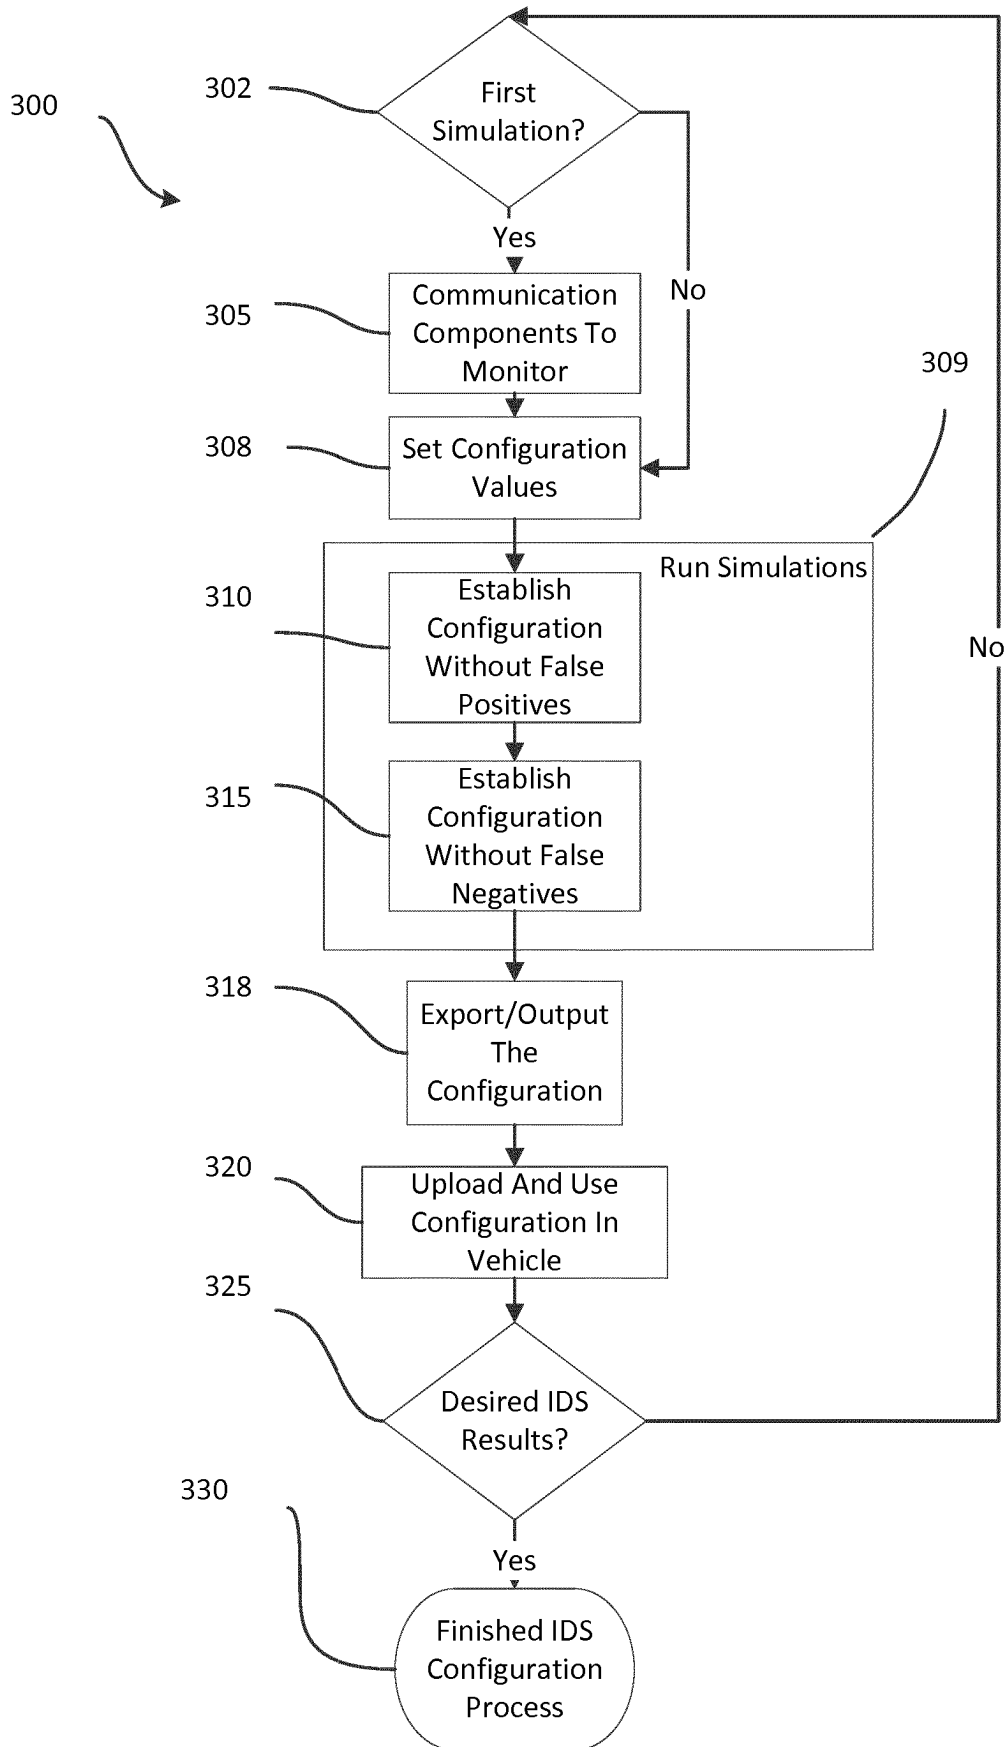 302
First
Simulation?
300
Yes
No
305
Communication
Components To
Monitor
309
308
Set Configuration
Values
Run Simulations
310
Establish
Configuration
Without False
Positives
No
315
Establish
Configuration
Without False
Negatives
318
Export/Output
The
Configuration
320
Upload And Use
Configuration In
Vehicle
325
Desired IDS
Results?
330
Yes
Finished IDS
Configuration
Process